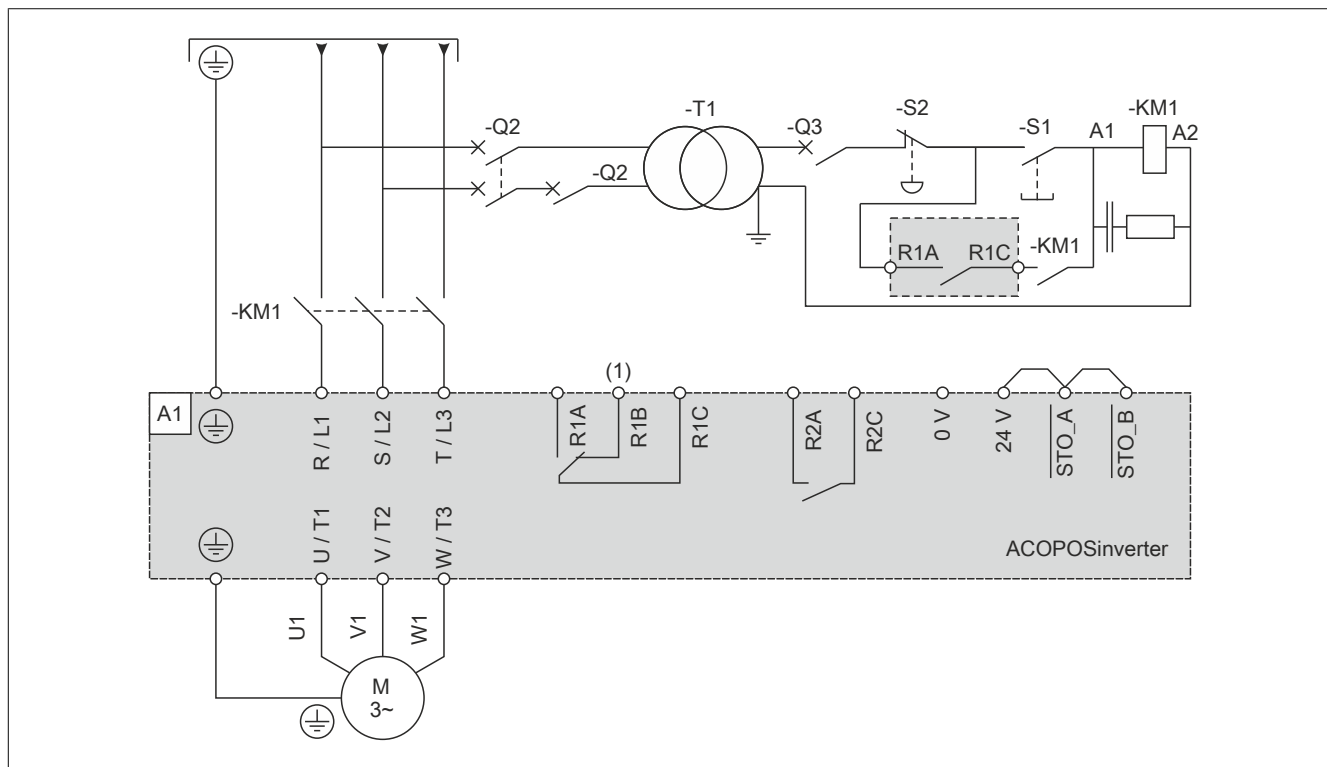 -T1
-S2
-KM1
-Q2
-Q3
-S1
A1
A2
-Q2
R1A
R1C
-KM1
-KM1
(1)
A1
R / L1
S / L2
T / L3
R1A
R1B
R1C
R2A
R2C
0 V
24 V
STO_A
STO_B
U / T1
V / T2
W / T3
ACOPOSinverter
U1
V1
W1
M
3~